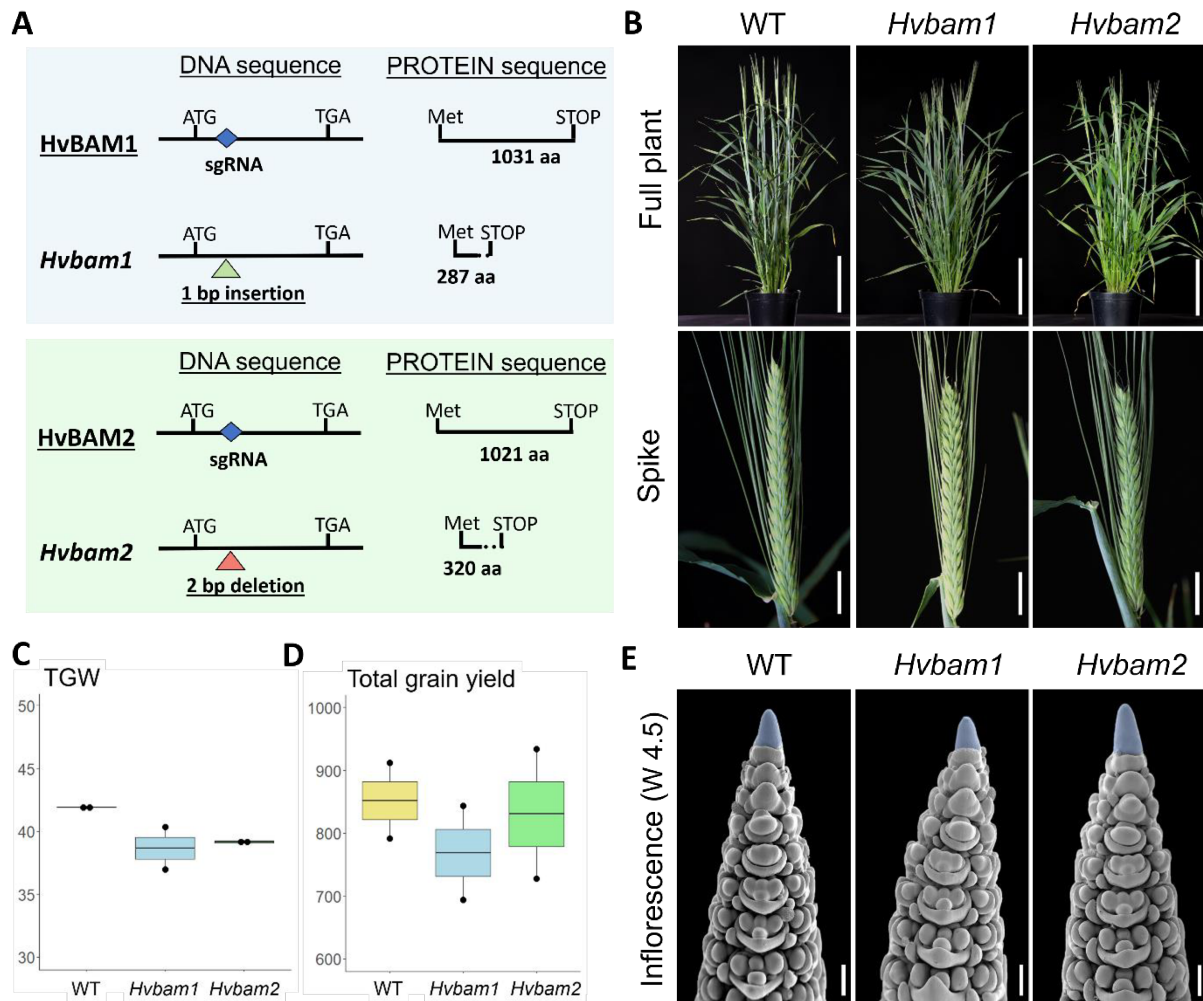 A
DNA sequence PROTEIN sequence
HvBAM1
ATG TGA Met STOP
sgRNA 1031 aa
Hvbam1
ATG TGA Met STOP
1 bp insertion 287 aa
DNA sequence PROTEIN sequence
HvBAM2
ATG TGA Met STOP
sgRNA 1021 aa
Hvbam2
ATG TGA Met STOP
2 bp deletion 320 aa
B
WT Hvbam1 Hvbam2
Full plant
Spike
C
TGW
50
45
40
35
30
WT Hvbam1 Hvbam2
D
Total grain yield
1000
900
800
700
600
WT Hvbam1 Hvbam2
E
WT Hvbam1 Hvbam2
Inflorescence (W 4.5)